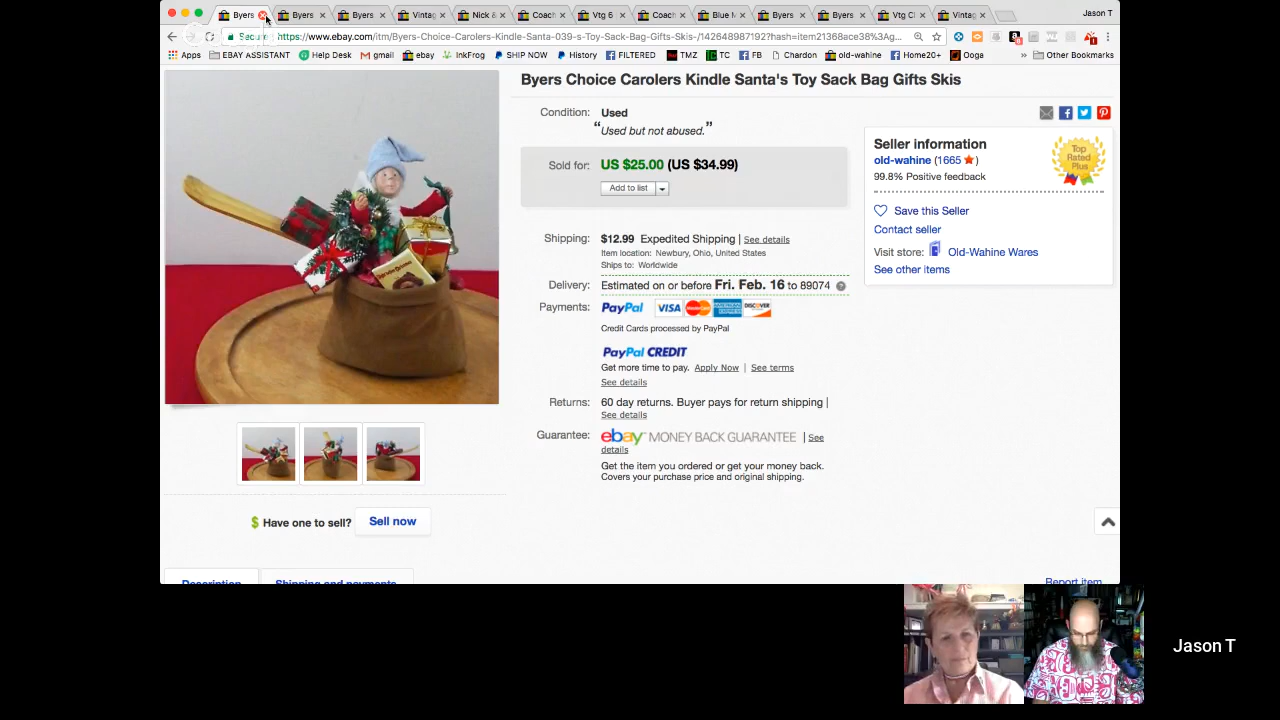 Byers
Byers
Byers
Vintag
Nick &
Coach
Vtg 6
Coach
Blue M
Byers
Byers
Vtg C
Vintag
Jason T
Secure
https://www.ebay.com/itm/Byers-Choice-Carolers-Kindle-Santa-039-s-Toy-Sack-Bag-Gifts-Skis-/142648987192?hash=item21368ace38%3Ag...
Apps
EBAY ASSISTANT
Help Desk
gmail
ebay
InkFrog
SHIP NOW
History
FILTERED
TMZ
TC
FB
Chardon
old-wahine
Home20+
Ooga
»
Other Bookmarks
Byers Choice Carolers Kindle Santa's Toy Sack Bag Gifts Skis
Condition: Used
“Used but not abused.”
Sold for: US $25.00 (US $34.99)
Add to list
Shipping: $12.99 Expedited Shipping | See details
Item location: Newbury, Ohio, United States
Ships to: Worldwide
Delivery: Estimated on or before Fri. Feb. 16 to 89074 ?
Payments: PayPal VISA MasterCard AMERICAN EXPRESS DISCOVER
Credit Cards processed by PayPal
PayPal CREDIT
Get more time to pay. Apply Now | See terms
See details
Returns: 60 day returns. Buyer pays for return shipping |
See details
Guarantee: ebay MONEY BACK GUARANTEE | See
details
Get the item you ordered or get your money back.
Covers your purchase price and original shipping.
Seller information
old-wahine (1665 )
99.8% Positive feedback
Top
Rated
Plus
Save this Seller
Contact seller
Visit store: Old-Wahine Wares
See other items
$ Have one to sell? Sell now
Description
Shipping and payments
Report item
Jason T